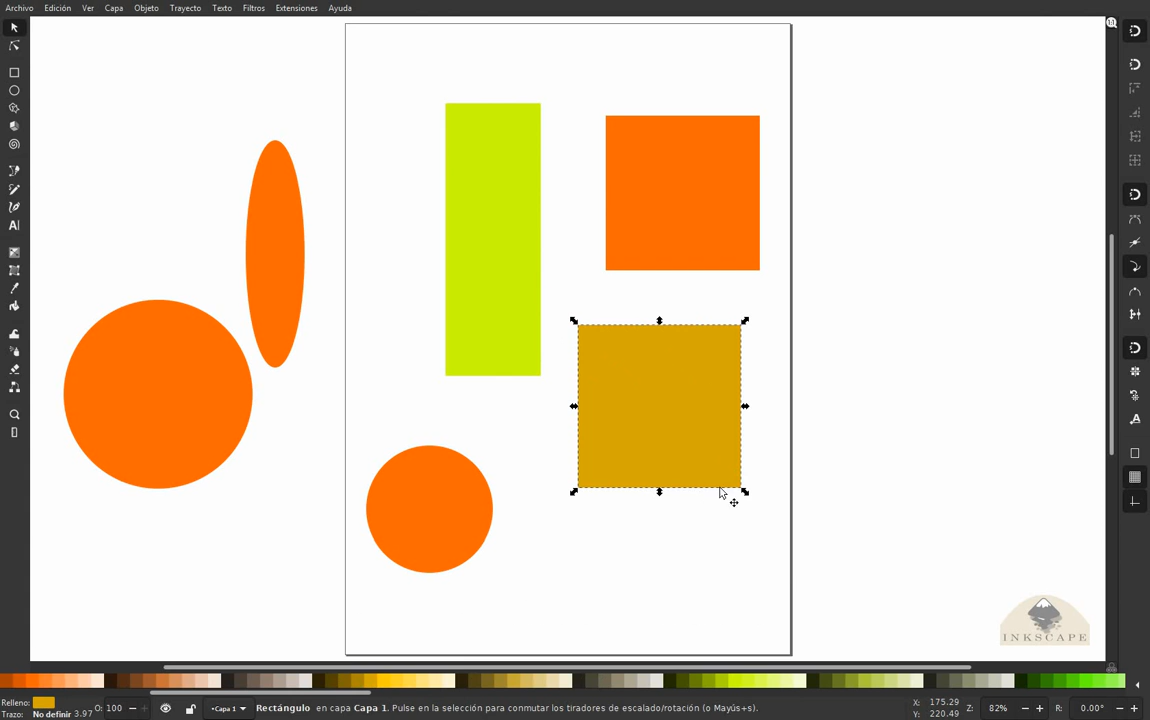 Archivo Edición Ver Capa Objeto Trayecto Texto Filtros Extensiones Ayuda
INKSCAPE
Relleno:
Trazo: No definir 3.97
O: 100
•Capa 1
Rectángulo en capa Capa 1. Pulse en la selección para conmutar los tiradores de escalado/rotación (o Mayús+s).
X: 175.29
Y: 220.49
Z: 82%
R: 0.00°